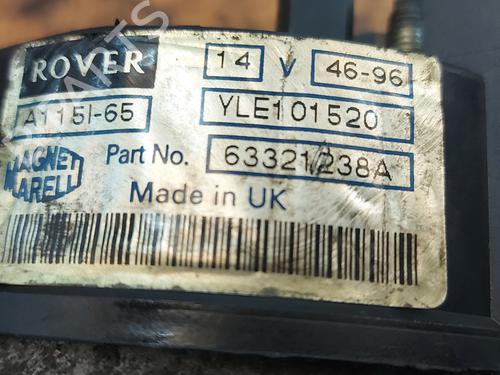 ROVER 14 V 46-96
A115I-65 YLE101520
MAGNETI MARELLI Part No. 63321238A
Made in UK